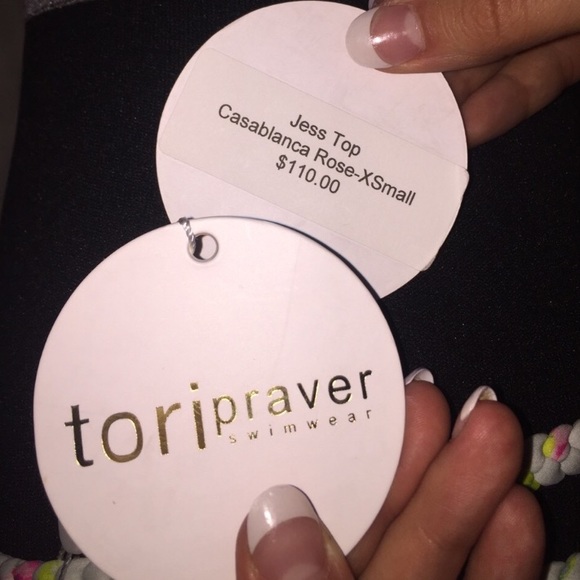 Jess Top
Casablanca Rose-XSmall
$110.00
toripraver
swimwear